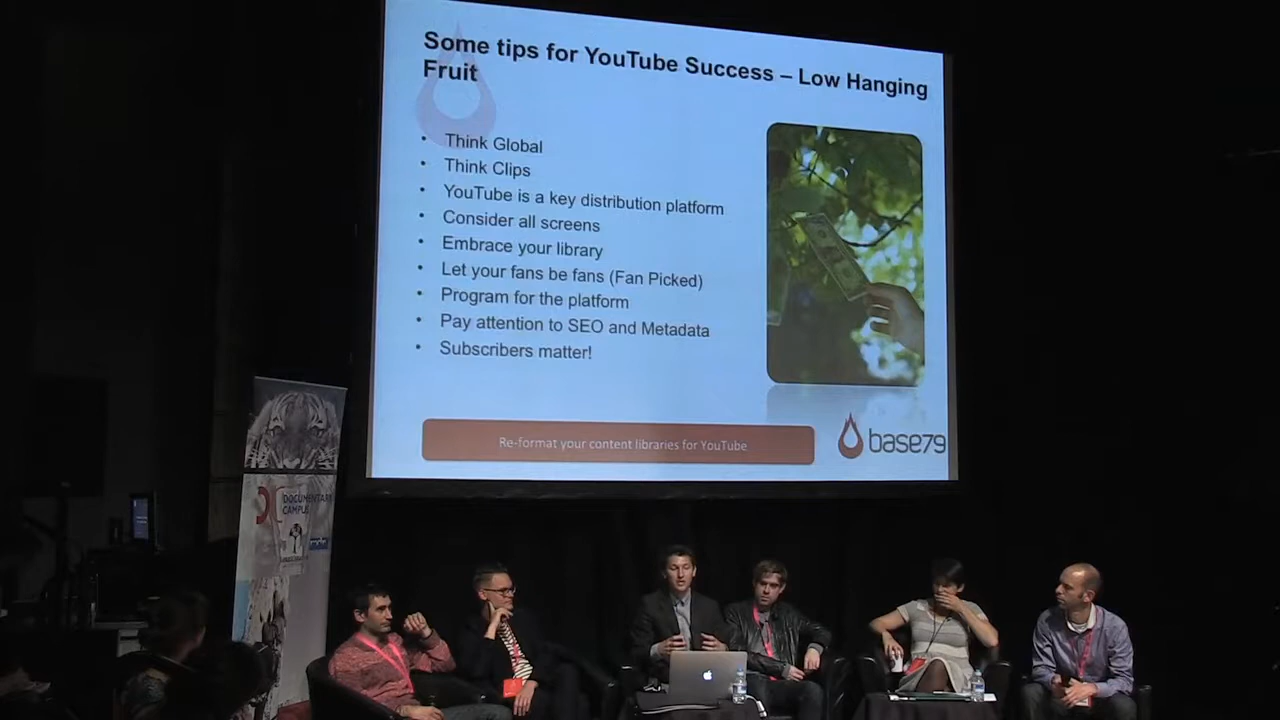 Some tips for YouTube Success – Low Hanging
Fruit
• Think Global
• Think Clips
• YouTube is a key distribution platform
• Consider all screens
• Embrace your library
• Let your fans be fans (Fan Picked)
• Program for the platform
• Pay attention to SEO and Metadata
• Subscribers matter!
Re-format your content libraries for YouTube
base79
DOCUMENTARY
CAMPUS